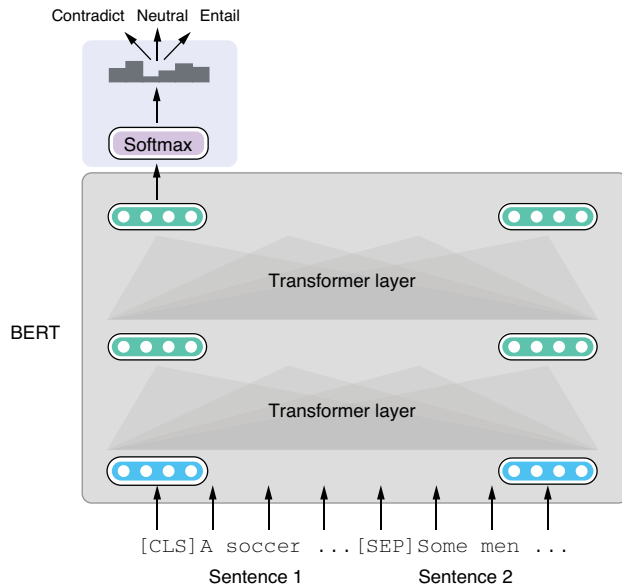 Contradict Neutral Entail
Softmax
Transformer layer
BERT
Transformer layer
[CLS]A soccer ...[SEP]Some men ...
Sentence 1 Sentence 2